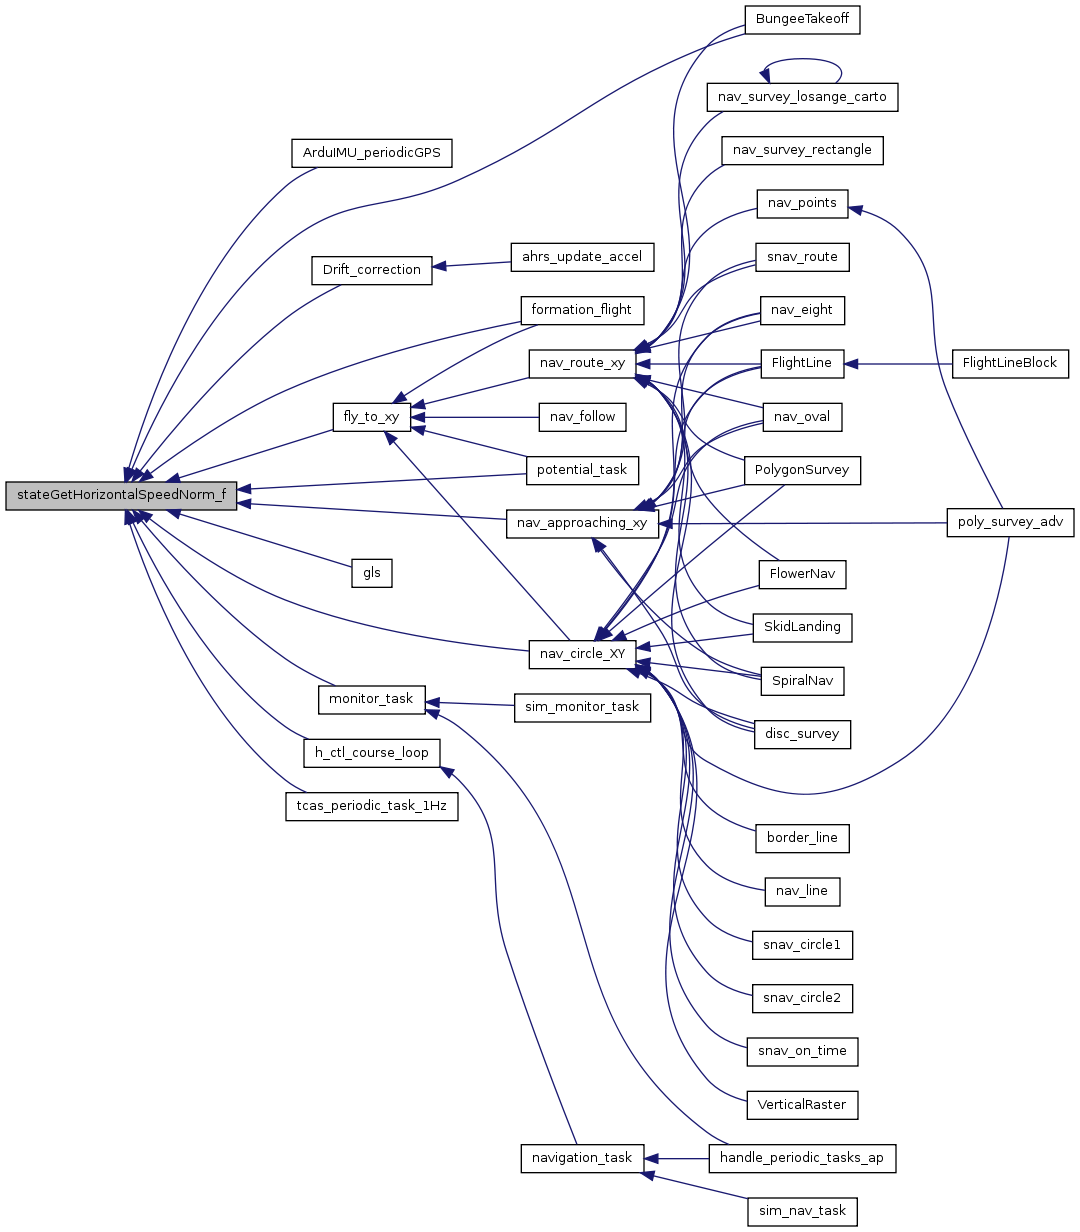 BungeeTakeoff
nav_survey_losange_carto
ArduIMU_periodicGPS
nav_survey_rectangle
nav_points
Drift_correction
ahrs_update_accel
snav_route
formation_flight
nav_eight
nav_route_xy
FlightLine
FlightLineBlock
fly_to_xy
nav_follow
nav_oval
potential_task
PolygonSurvey
stateGetHorizontalSpeedNorm_f
nav_approaching_xy
poly_survey_adv
gls
FlowerNav
SkidLanding
nav_circle_XY
SpiralNav
monitor_task
sim_monitor_task
disc_survey
h_ctl_course_loop
tcas_periodic_task_1Hz
border_line
nav_line
snav_circle1
snav_circle2
snav_on_time
VerticalRaster
navigation_task
handle_periodic_tasks_ap
sim_nav_task